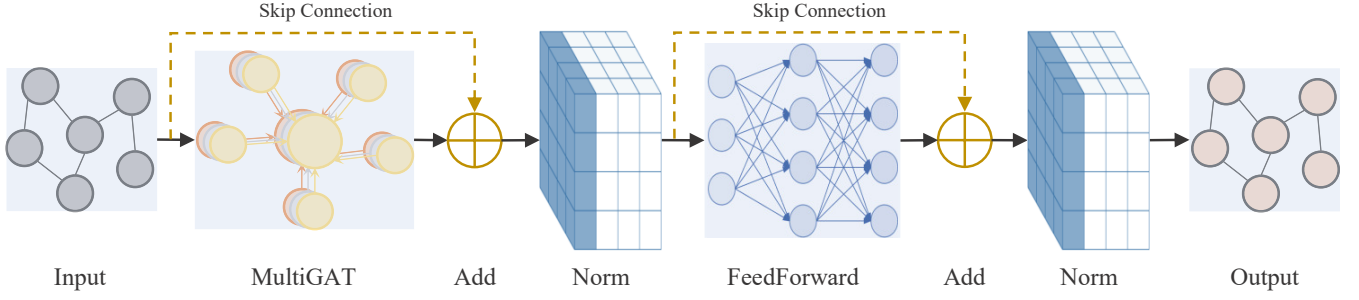 Skip Connection
Skip Connection
Input
MultiGAT
Add
Norm
FeedForward
Add
Norm
Output